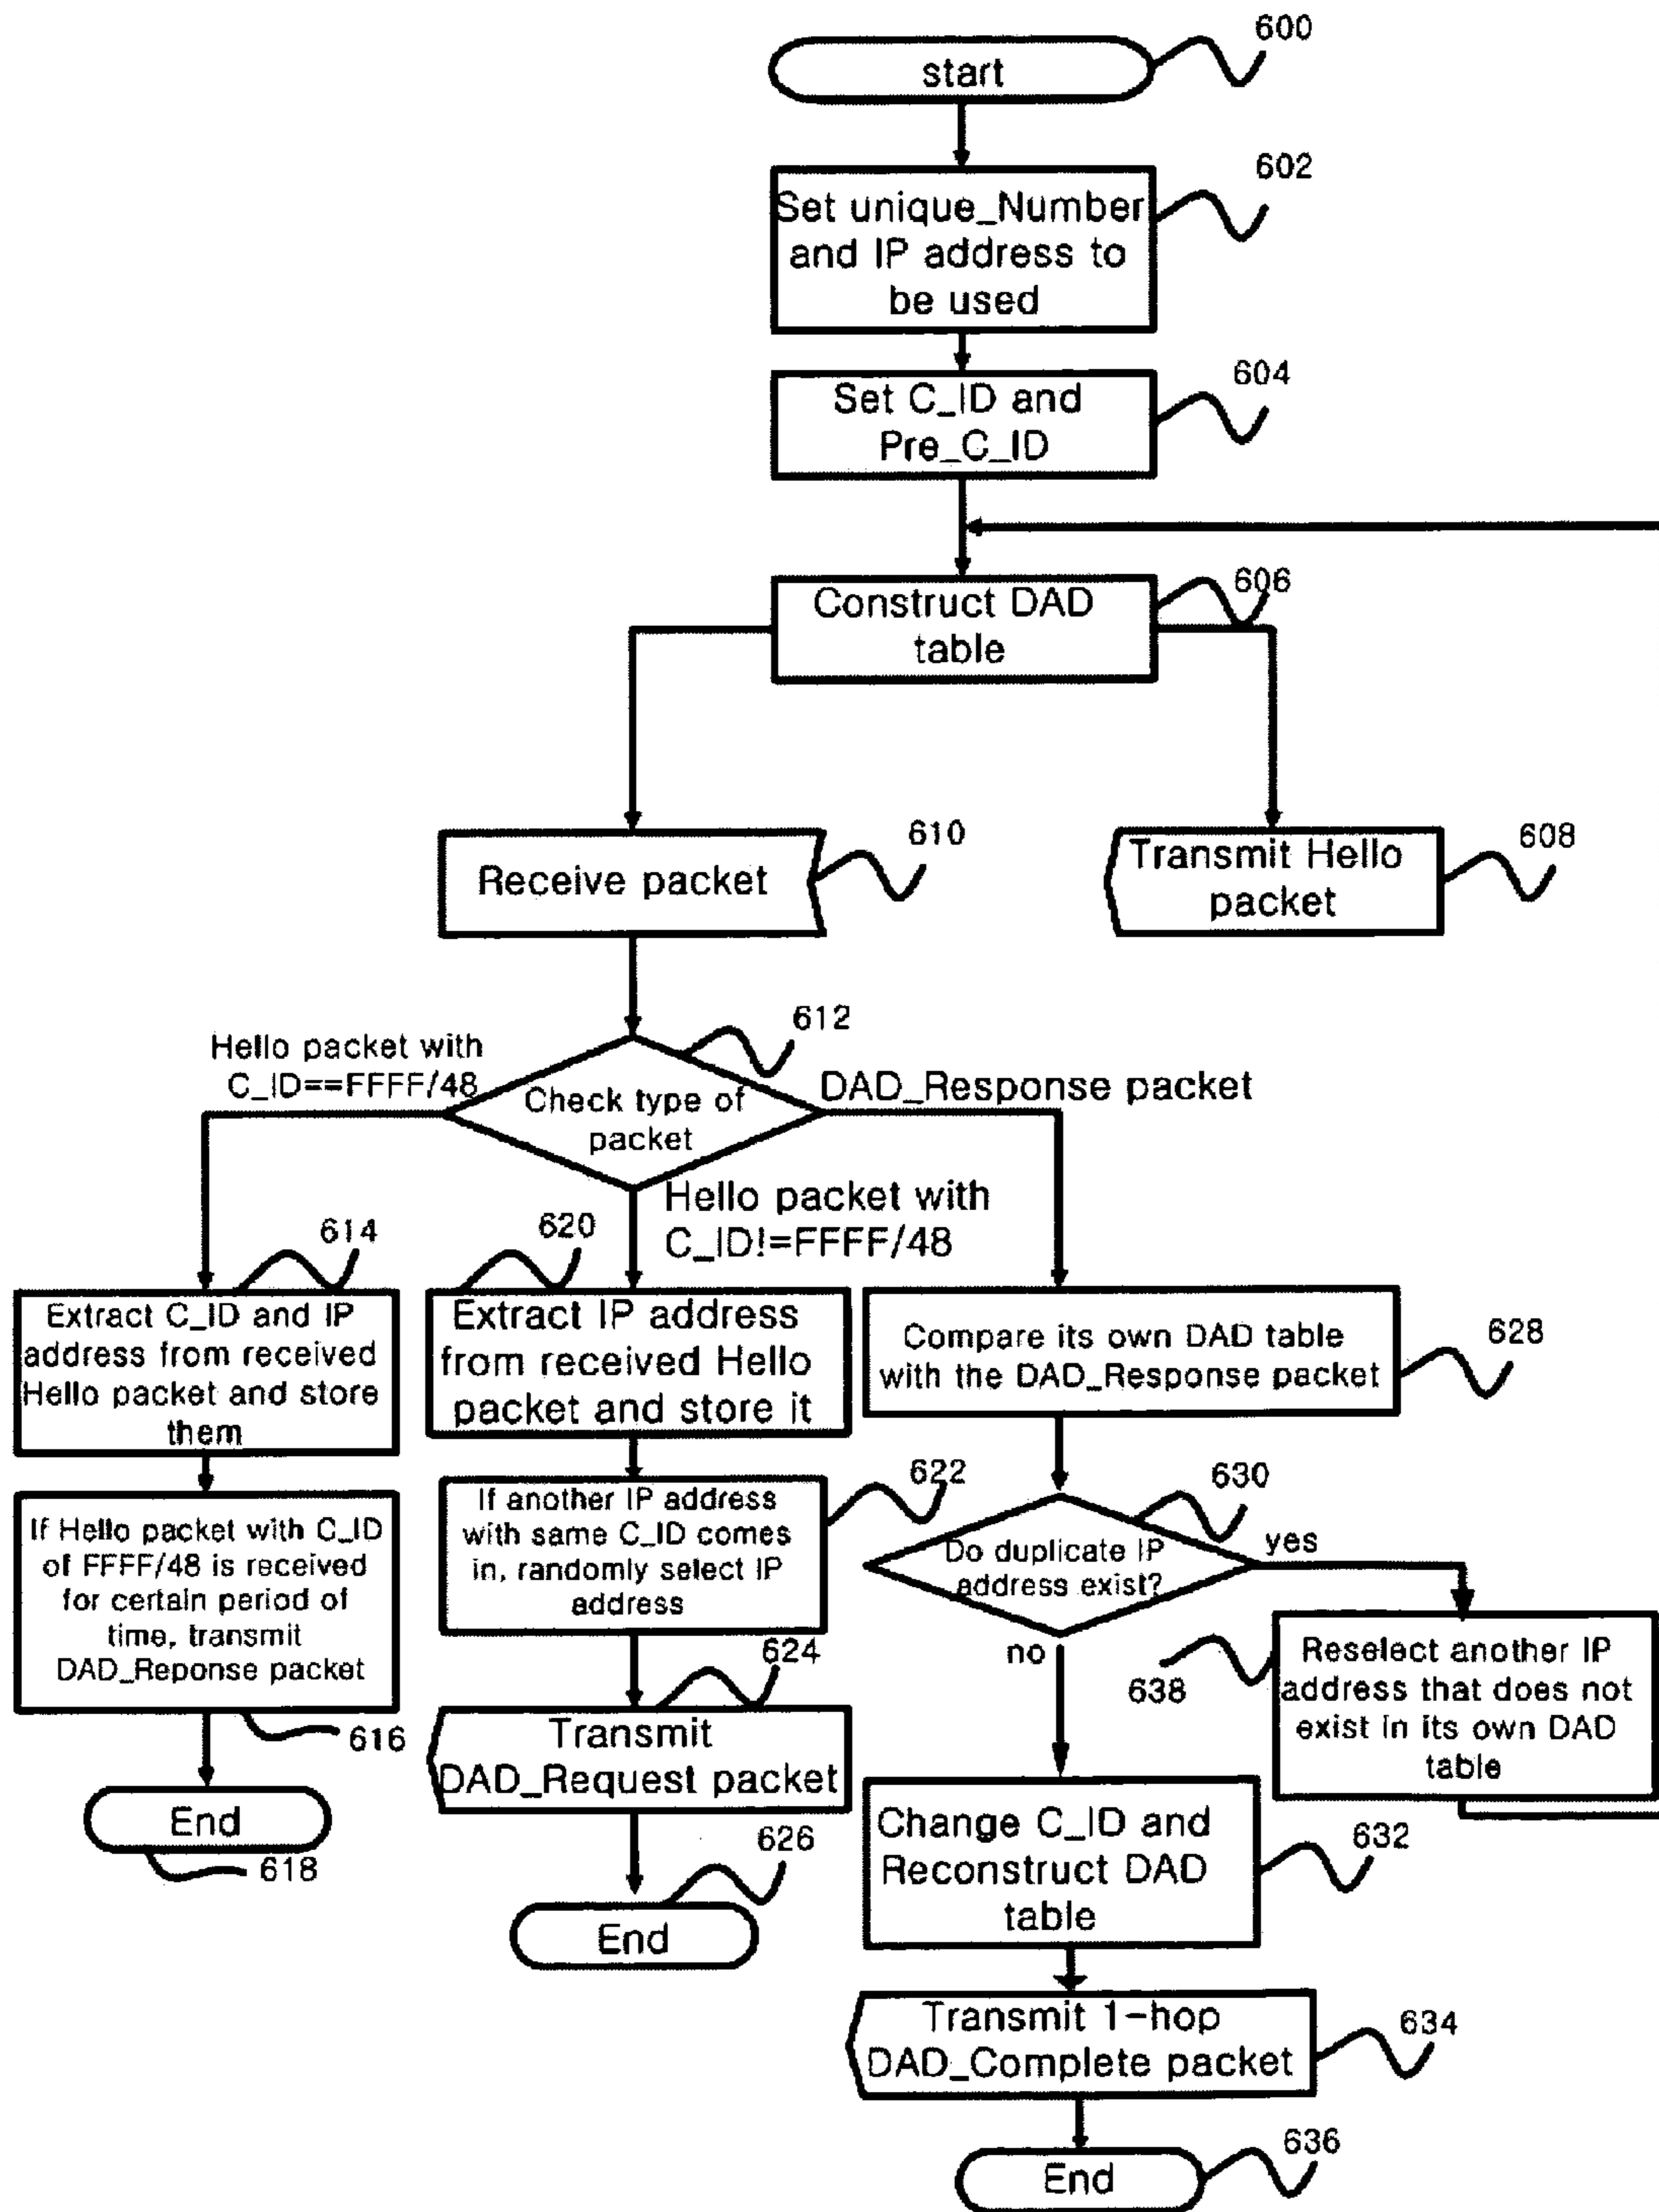 start
600
Set unique_Number
and IP address to
be used
602
Set C_ID and
Pre_C_ID
604
Construct DAD
table
606
Receive packet
610
Transmit Hello
packet
608
Check type of
packet
612
Hello packet with
C_ID==FFFF/48
DAD_Response packet
Hello packet with
C_ID!=FFFF/48
614
Extract C_ID and IP
address from received
Hello packet and store
them
If Hello packet with C_ID
of FFFF/48 is received
for certain period of
time, transmit
DAD_Reponse packet
616
End
618
620
Extract IP address
from received Hello
packet and store it
If another IP address
with same C_ID comes
in, randomly select IP
address
622
624
Transmit
DAD_Request packet
626
End
Compare its own DAD table
with the DAD_Response packet
628
Do duplicate IP
address exist?
630
yes
no
638
Reselect another IP
address that does not
exist in its own DAD
table
Change C_ID and
Reconstruct DAD
table
632
Transmit 1-hop
DAD_Complete packet
634
End
636